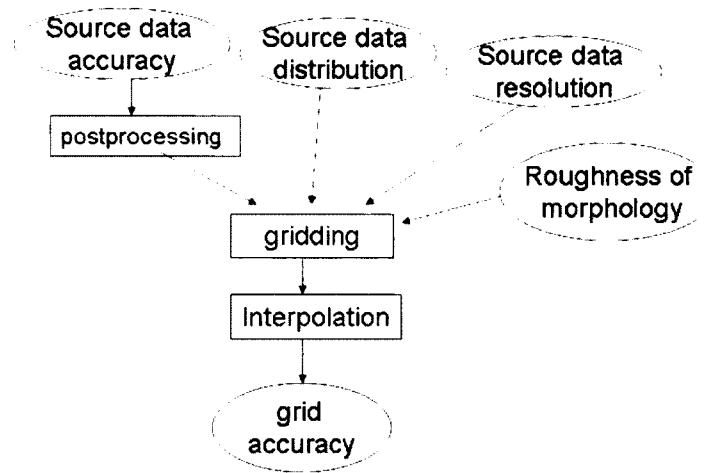 Source data
accuracy
Source data
distribution
Source data
resolution
postprocessing
Roughness of
morphology
gridding
Interpolation
grid
accuracy